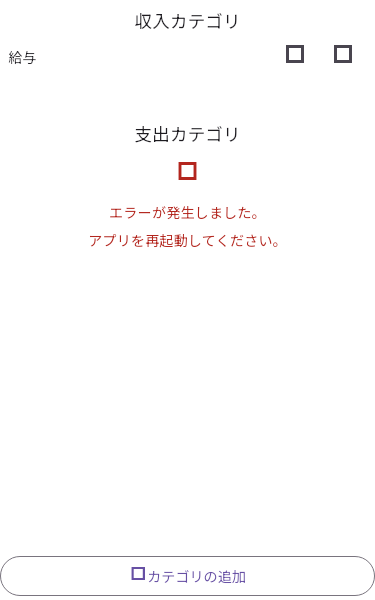 収入カテゴリ
給与
支出カテゴリ
エラーが発生しました。
アプリを再起動してください。
カテゴリの追加